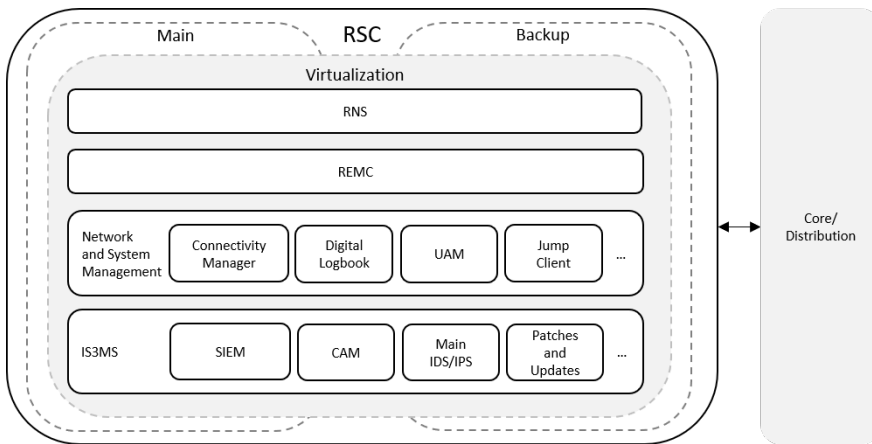 Main
RSC
Backup
Virtualization
RNS
REMC
Network
and System
Management
Connectivity
Manager
Digital
Logbook
UAM
Jump
Client
...
IS3MS
SIEM
CAM
Main
IDS/IPS
Patches
and
Updates
...
Core/
Distribution